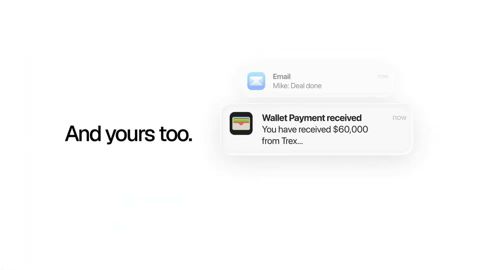 And yours too.
Email
now
Mike: Deal done
Wallet Payment received
now
You have received $60,000
from Trex...